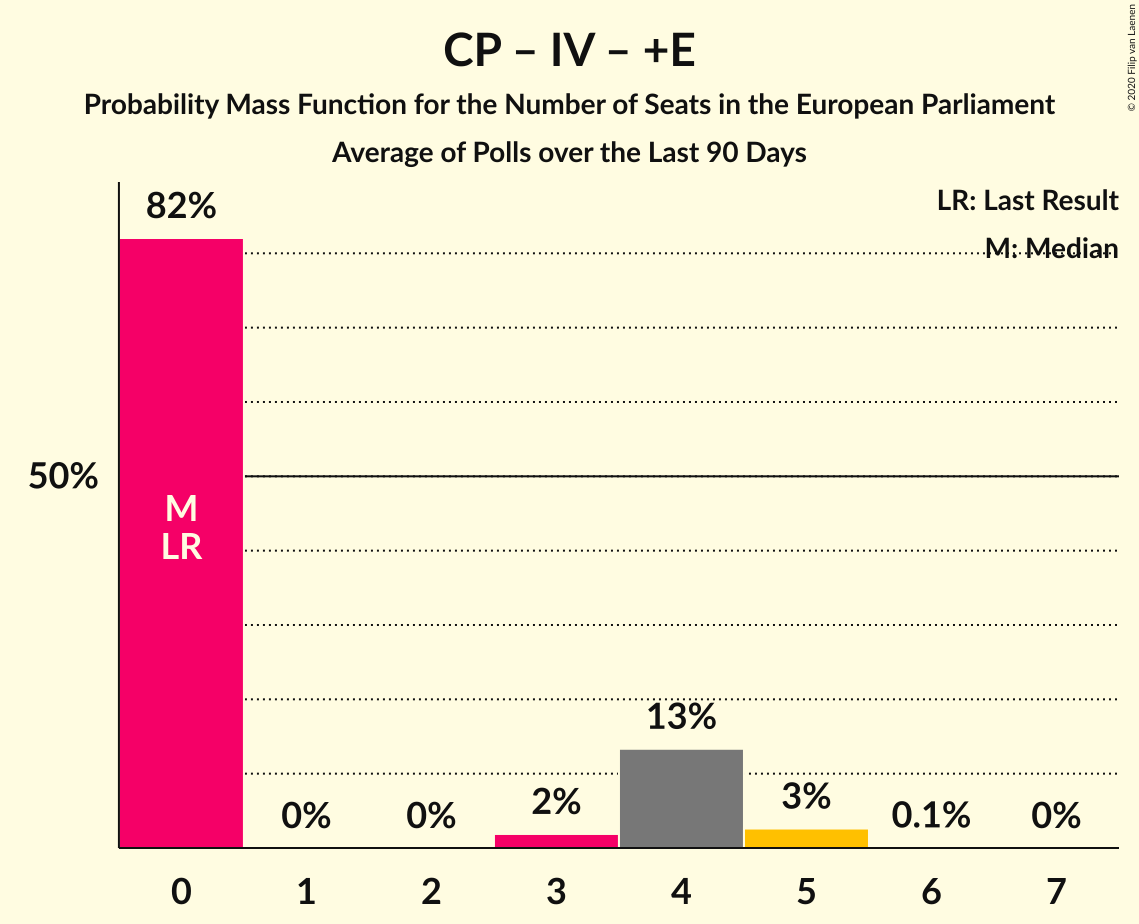 CP – IV – +E
Probability Mass Function for the Number of Seats in the European Parliament
Average of Polls over the Last 90 Days
© 2020 Filip van Laenen
LR: Last Result
M: Median
82%
50%
M
LR
0%
0%
2%
13%
3%
0.1%
0%
0 1 2 3 4 5 6 7